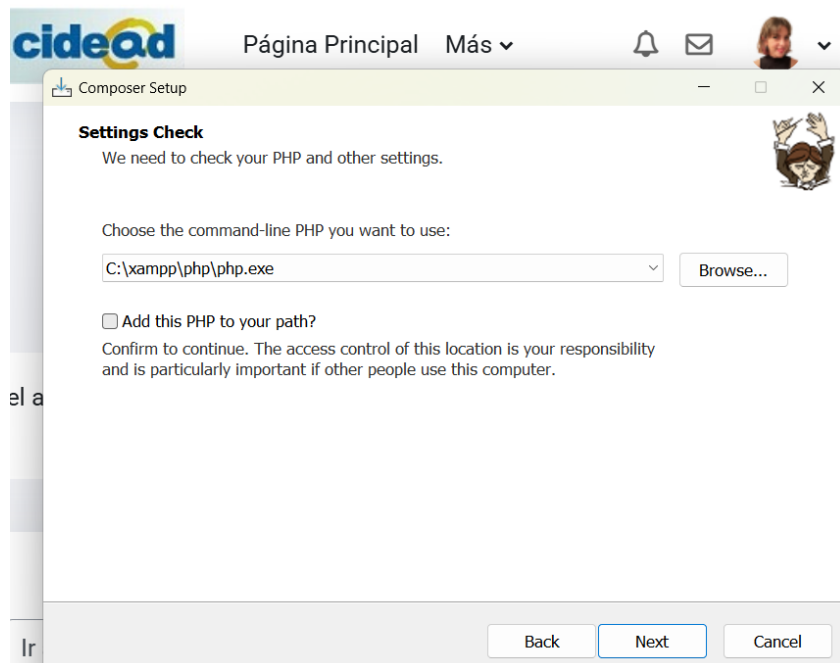 cidead
Página Principal Más
Composer Setup
Settings Check
We need to check your PHP and other settings.
Choose the command-line PHP you want to use:
C:\xampp\php\php.exe
Browse...
Add this PHP to your path?
Confirm to continue. The access control of this location is your responsibility
and is particularly important if other people use this computer.
el a
Ir
Back Next Cancel